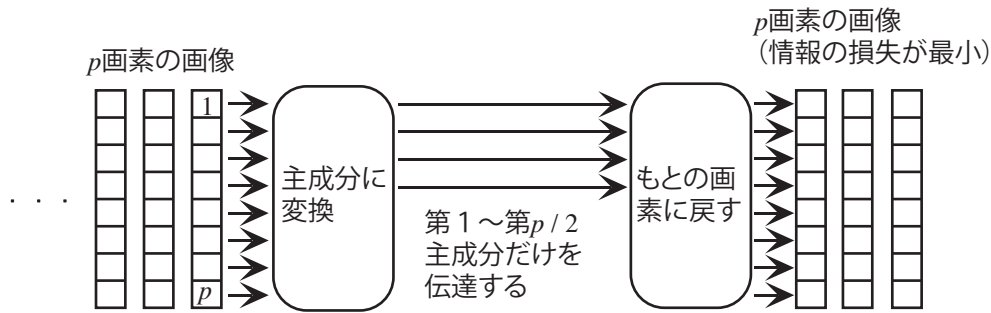 p画素の画像
1
p
・・・
主成分に
変換
第１～第p / 2
主成分だけを
伝達する
もとの画
素に戻す
p画素の画像
（情報の損失が最小）